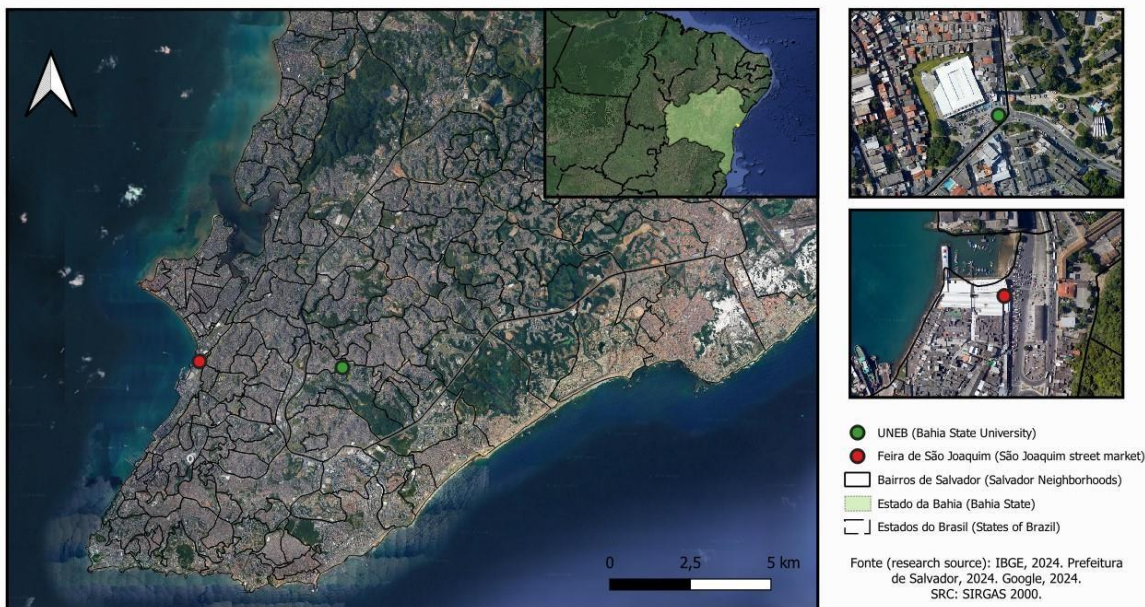 0 2,5 5 km
UNEB (Bahia State University)
Feira de São Joaquim (São Joaquim street market)
Bairros de Salvador (Salvador Neighborhoods)
Estado da Bahia (Bahia State)
Estados do Brasil (States of Brazil)
Fonte (research source): IBGE, 2024. Prefeitura
de Salvador, 2024. Google, 2024.
SRC: SIRGAS 2000.